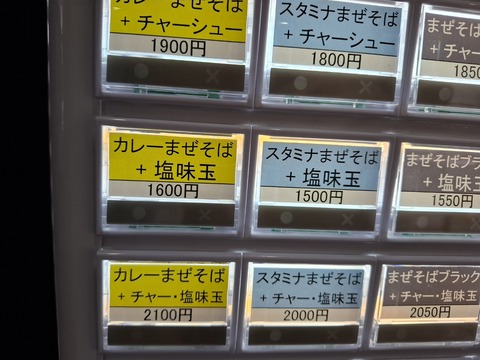 カレーまぜそば
+ チャーシュー
1900円
スタミナまぜそば
+ チャーシュー
1800円
まぜそ
+ チャー
1850
カレーまぜそば
+ 塩味玉
1600円
スタミナまぜそば
+ 塩味玉
1500円
まぜそばブラ
+ 塩味玉
1550円
カレーまぜそば
+ チャー・塩味玉
2100円
スタミナまぜそば
+ チャー・塩味玉
2000円
まぜそばブラック
+ チャー・塩味玉
2050円